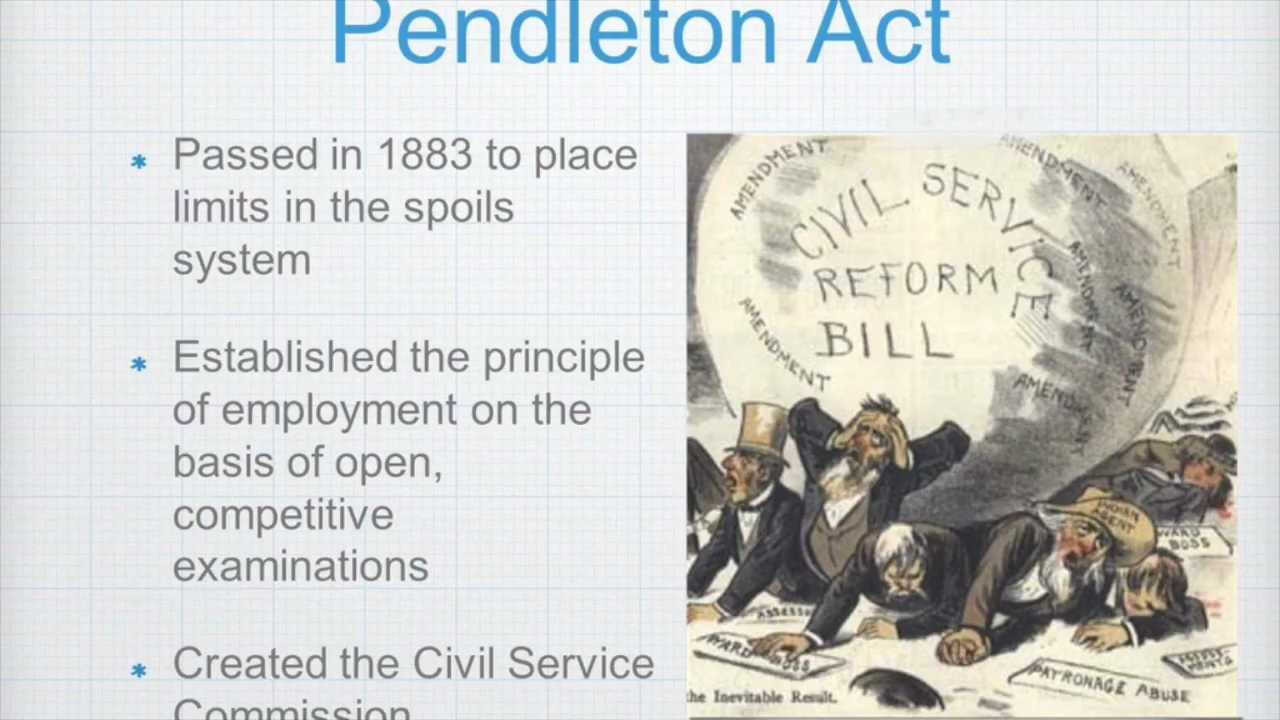 Pendleton Act
Passed in 1883 to place
limits in the spoils
system
Established the principle
of employment on the
basis of open,
competitive
examinations
Created the Civil Service
Commission
AMENDMENT
AMENDMENT
AMENDMENT
CIVIL SERVICE
REFORM
BILL
AMENDMENT
AMENDMENT
AMENDMENT
AMENDM
INDIAN
AGENT
WARD
BOSS
ASSESS
WARD BOSS
PATRONAGE ABUSE
the Inevitable Result.